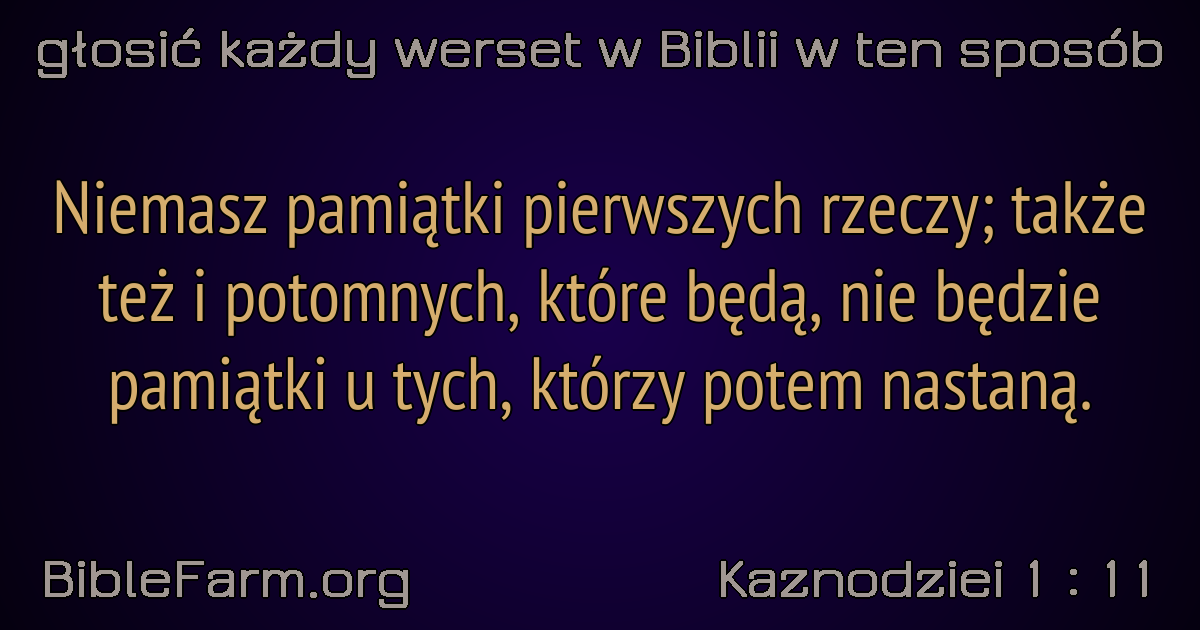 głosić każdy werset w Biblii w ten sposób
Niemasz pamiątki pierwszych rzeczy; także
też i potomnych, które będą, nie będzie
pamiątki u tych, którzy potem nastaną.
BibleFarm.org
Kaznodziei 1 : 11